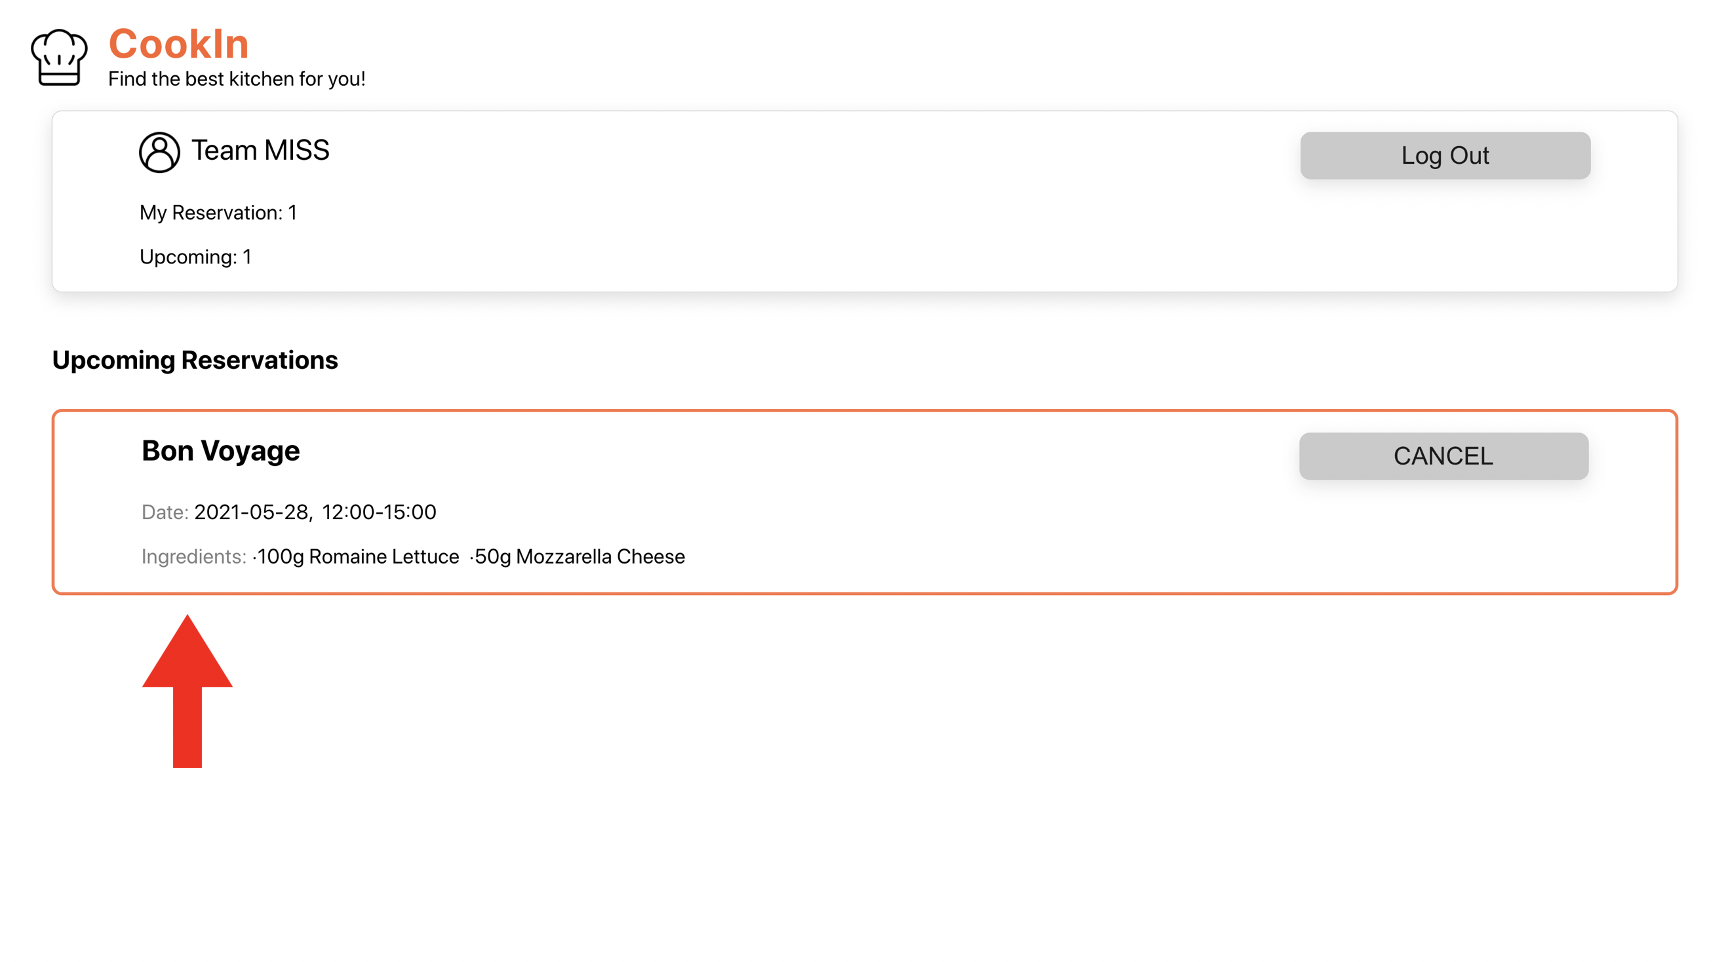 CookIn
Find the best kitchen for you!
Team MISS
Log Out
My Reservation: 1
Upcoming: 1
Upcoming Reservations
Bon Voyage
CANCEL
Date: 2021-05-28, 12:00-15:00
Ingredients: ·100g Romaine Lettuce ·50g Mozzarella Cheese